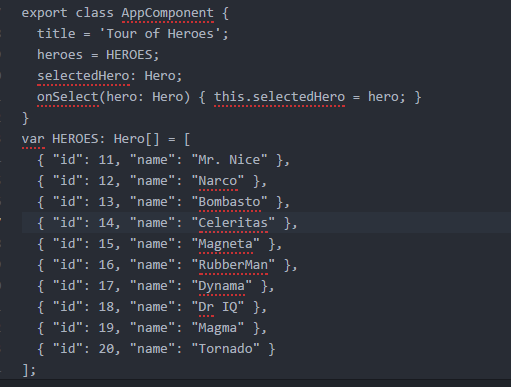 export class AppComponent {
  title = 'Tour of Heroes';
  heroes = HEROES;
  selectedHero: Hero;
  onSelect(hero: Hero) { this.selectedHero = hero; }
}
var HEROES: Hero[] = [
  { "id": 11, "name": "Mr. Nice" },
  { "id": 12, "name": "Narco" },
  { "id": 13, "name": "Bombasto" },
  { "id": 14, "name": "Celeritas" },
  { "id": 15, "name": "Magneta" },
  { "id": 16, "name": "RubberMan" },
  { "id": 17, "name": "Dynama" },
  { "id": 18, "name": "Dr IQ" },
  { "id": 19, "name": "Magma" },
  { "id": 20, "name": "Tornado" }
];